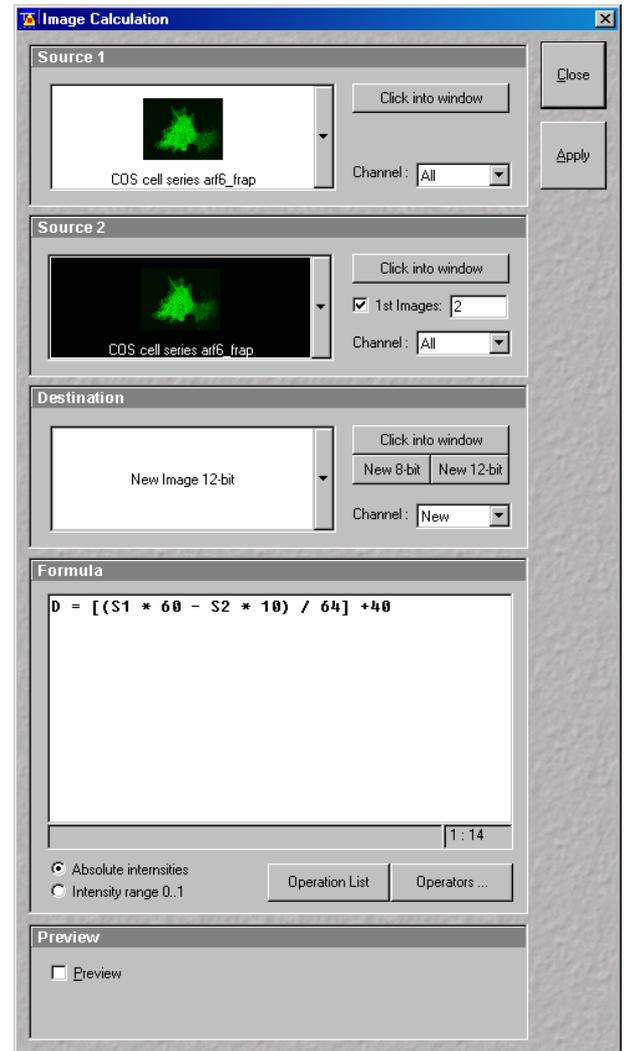 Image Calculation
Source 1
Close
Click into window
Apply
Channel : All
COS cell series arf6_frap
Source 2
Click into window
1st Images: 2
Channel : All
COS cell series arf6_frap
Destination
Click into window
New 8-bit New 12-bit
New Image 12-bit
Channel : New
Formula
D = [(S1 * 60 - S2 * 10) / 64] +40
1 : 14
Absolute internsities
Intensity range 0..1
Operation List Operators ...
Preview
Preview